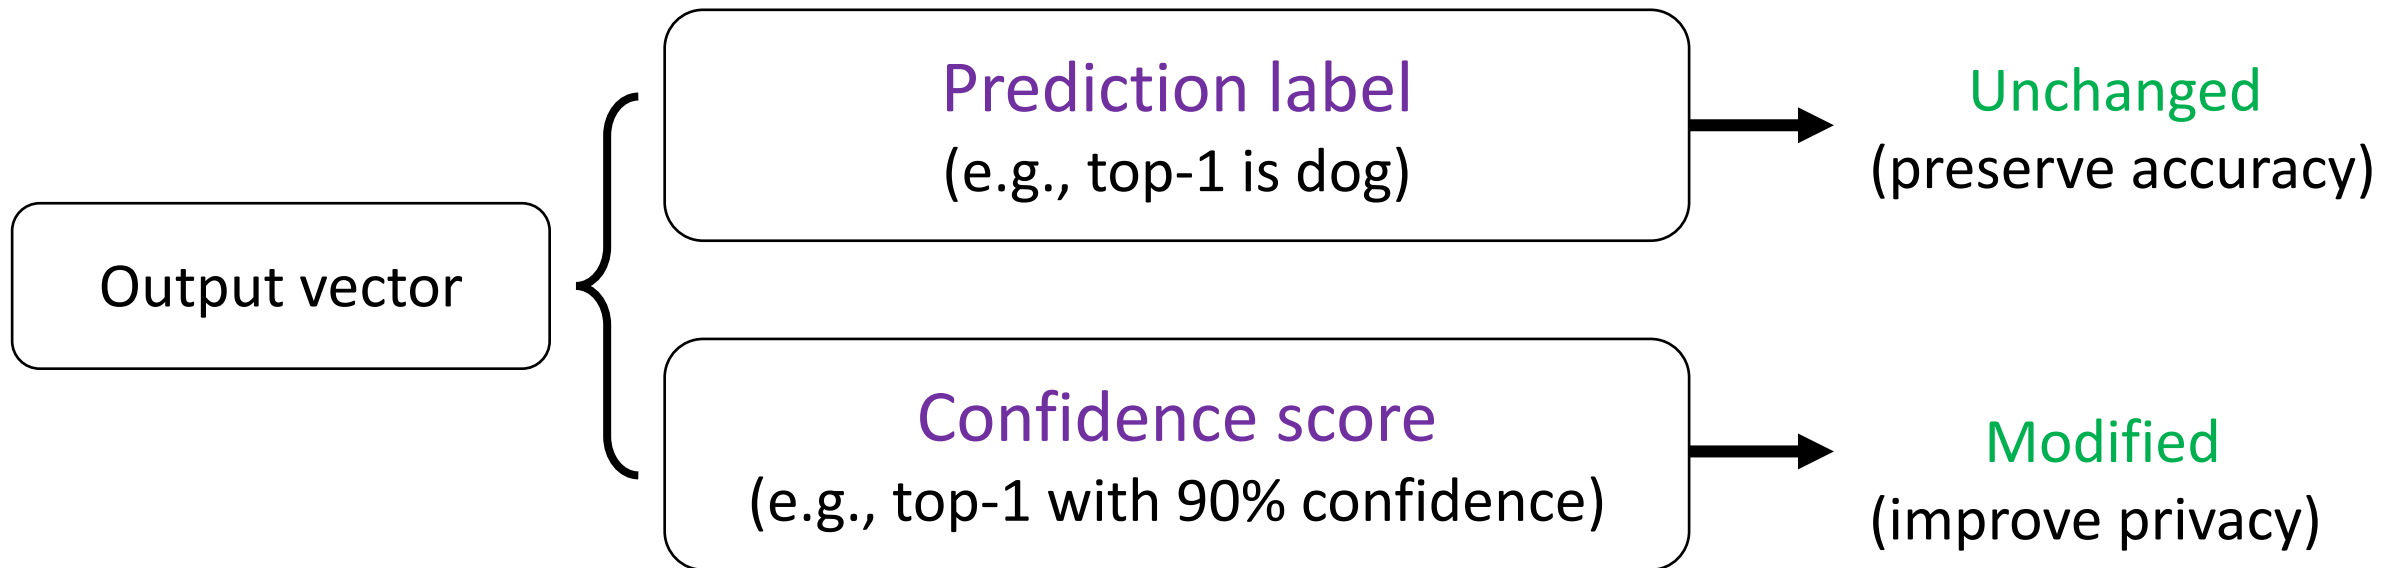 Output vector
Prediction label
(e.g., top-1 is dog)
Unchanged
(preserve accuracy)
Confidence score
(e.g., top-1 with 90% confidence)
Modified
(improve privacy)